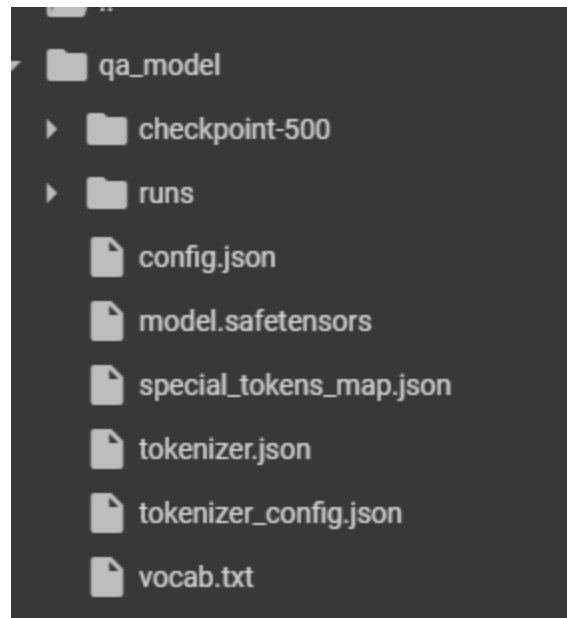 qa_model
checkpoint-500
runs
config.json
model.safetensors
special_tokens_map.json
tokenizer.json
tokenizer_config.json
vocab.txt